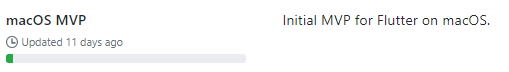 macOS MVP
Initial MVP for Flutter on macOS.
Updated 11 days ago